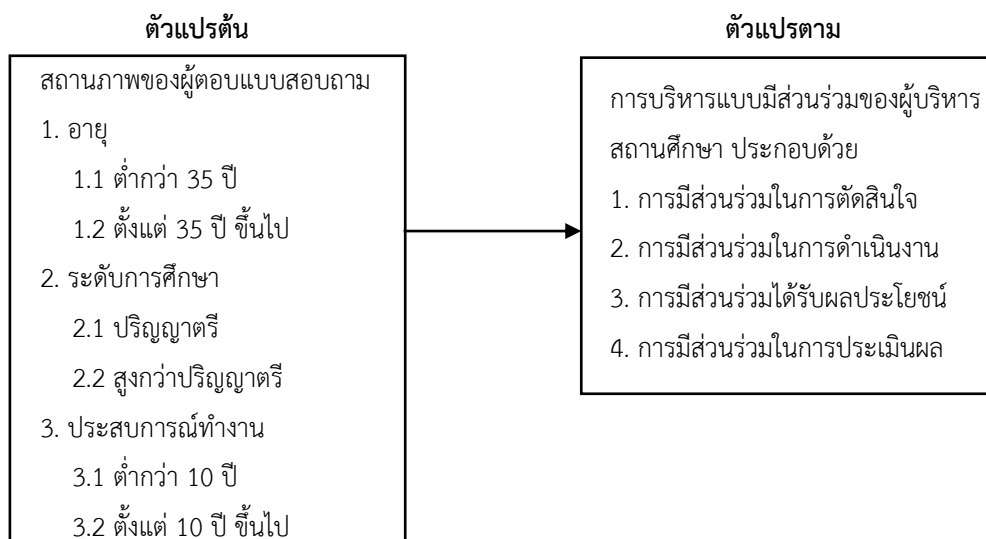 ตัวแปรต้น
สถานภาพของผู้ตอบแบบสอบถาม
1. อายุ
1.1 ต่ำกว่า 35 ปี
1.2 ตั้งแต่ 35 ปี ขึ้นไป
2. ระดับการศึกษา
2.1 ปริญญาตรี
2.2 สูงกว่าปริญญาตรี
3. ประสบการณ์ทำงาน
3.1 ต่ำกว่า 10 ปี
3.2 ตั้งแต่ 10 ปี ขึ้นไป
ตัวแปรตาม
การบริหารแบบมีส่วนร่วมของผู้บริหาร
สถานศึกษา ประกอบด้วย
1. การมีส่วนร่วมในการตัดสินใจ
2. การมีส่วนร่วมในการดำเนินงาน
3. การมีส่วนร่วมได้รับผลประโยชน์
4. การมีส่วนร่วมในการประเมินผล